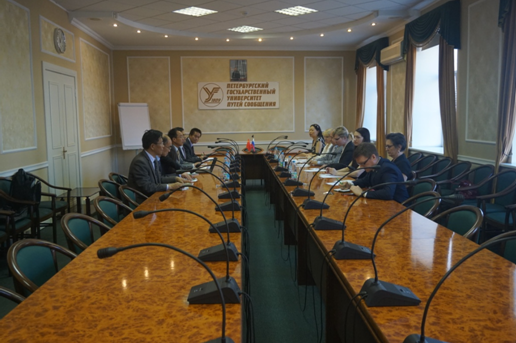 ПЕТЕРБУРГСКИЙ
ГОСУДАРСТВЕННЫЙ
УНИВЕРСИТЕТ
ПУТЕЙ СООБЩЕНИЯ